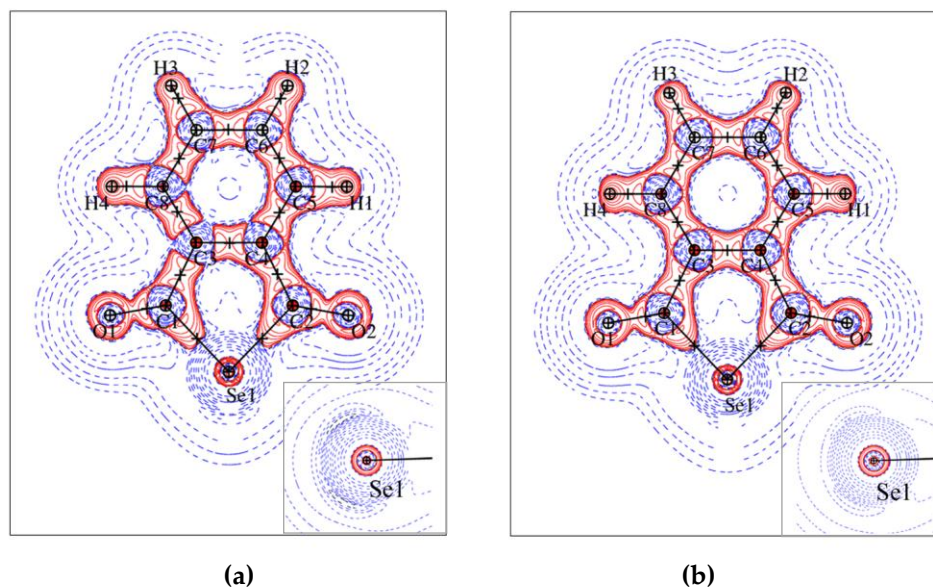 H3 H2 H3 H2
C7 C6 C7 C6
H4 C8 C5 H1 H4 C8 C5 H1
C3 C4 C3 C4
O1 C1 C2 O2 O1 C1 C2 O2
Se1 Se1
Se1 Se1
(a) (b)